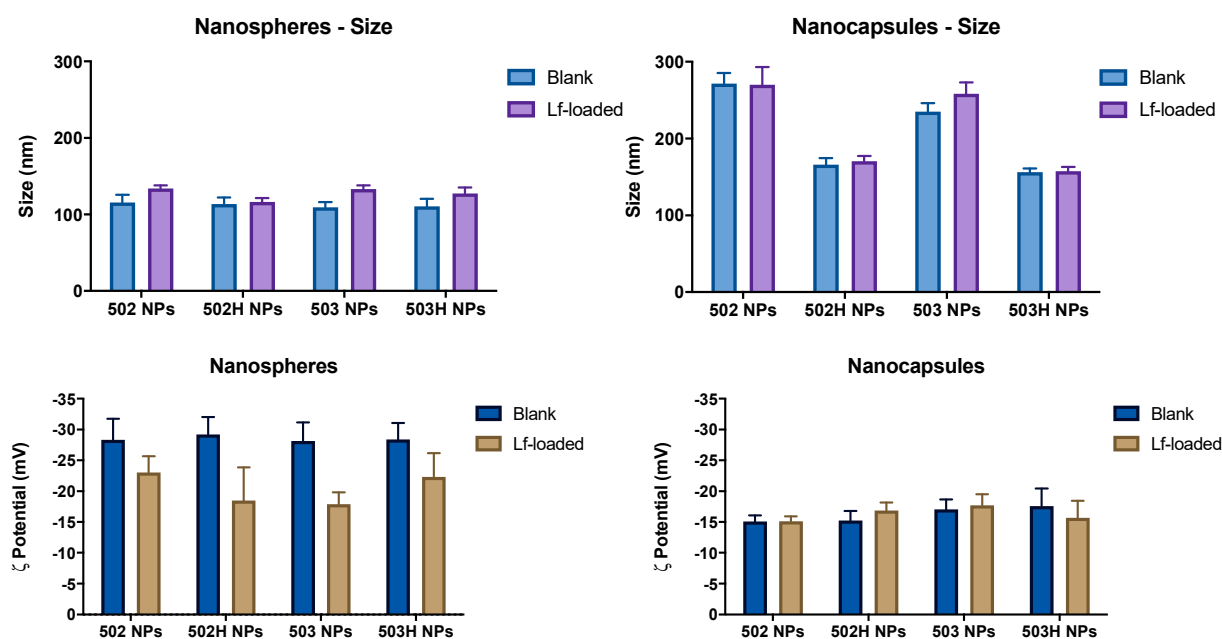 Nanospheres - Size
300
200
100
0
Size (nm)
502 NPs 502H NPs 503 NPs 503H NPs
Blank
Lf-loaded
Nanocapsules - Size
300
200
100
0
Size (nm)
502 NPs 502H NPs 503 NPs 503H NPs
Blank
Lf-loaded
Nanospheres
-35
-30
-25
-20
-15
-10
-5
0
ζ Potential (mV)
502 NPs 502H NPs 503 NPs 503H NPs
Blank
Lf-loaded
Nanocapsules
-35
-30
-25
-20
-15
-10
-5
0
ζ Potential (mV)
502 NPs 502H NPs 503 NPs 503H NPs
Blank
Lf-loaded